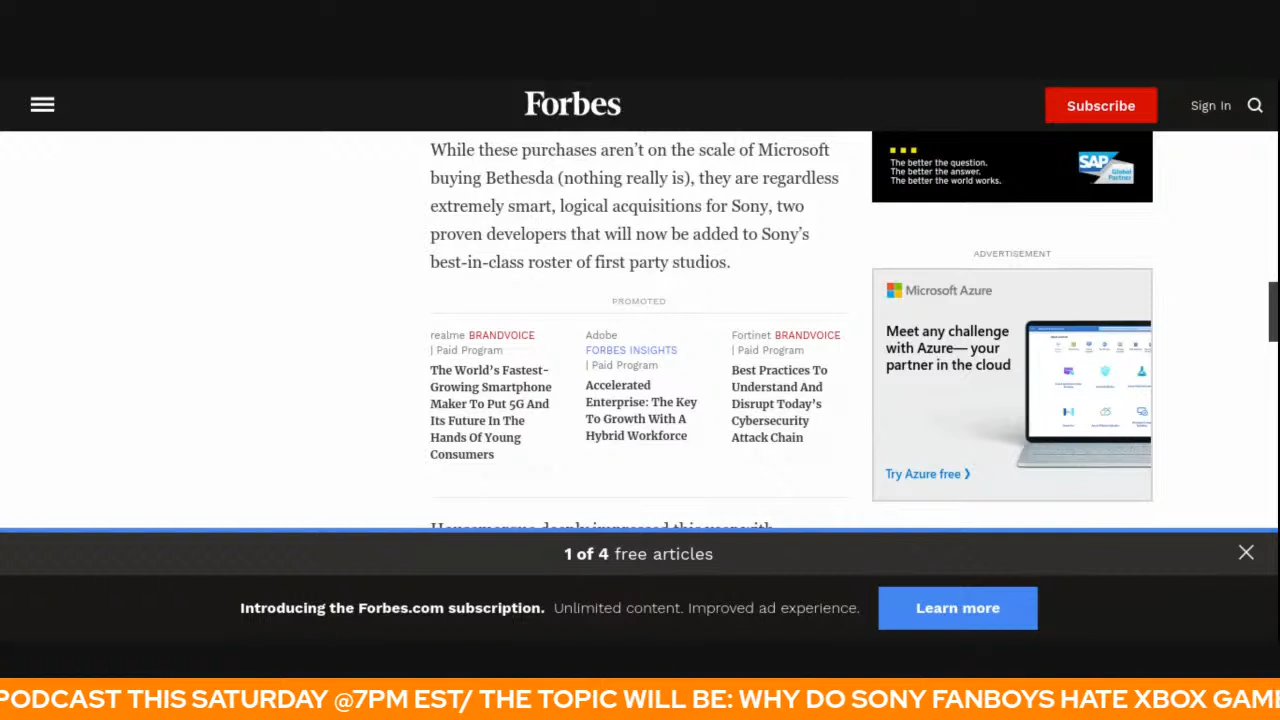 Forbes
Subscribe
Sign In
While these purchases aren't on the scale of Microsoft
buying Bethesda (nothing really is), they are regardless
extremely smart, logical acquisitions for Sony, two
proven developers that will now be added to Sony's
best-in-class roster of first party studios.
PROMOTED
realme BRANDVOICE
| Paid Program
The World's Fastest-
Growing Smartphone
Maker To Put 5G And
Its Future In The
Hands Of Young
Consumers
Adobe
FORBES INSIGHTS
| Paid Program
Accelerated
Enterprise: The Key
To Growth With A
Hybrid Workforce
Fortinet BRANDVOICE
| Paid Program
Best Practices To
Understand And
Disrupt Today's
Cybersecurity
Attack Chain
The better the question.
The better the answer.
The better the world works.
SAP
Global
Partner
ADVERTISEMENT
Microsoft Azure
Meet any challenge
with Azure— your
partner in the cloud
Try Azure free ❯
1 of 4 free articles
Introducing the Forbes.com subscription. Unlimited content. Improved ad experience.
Learn more
PODCAST THIS SATURDAY @7PM EST/ THE TOPIC WILL BE: WHY DO SONY FANBOYS HATE XBOX GAM